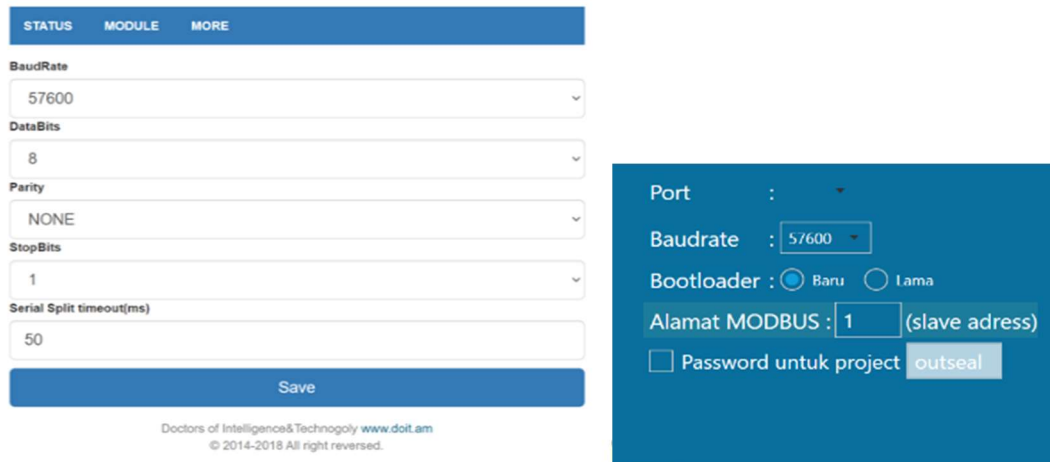 STATUS MODULE MORE
BaudRate
57600
DataBits
8
Parity
NONE
StopBits
1
Serial Split timeout(ms)
50
Save
Doctors of Intelligence&Technogoly www.doit.am
© 2014-2018 All right reversed.
Port :
Baudrate : 57600
Bootloader : Baru Lama
Alamat MODBUS : 1 (slave adress)
Password untuk project outseal